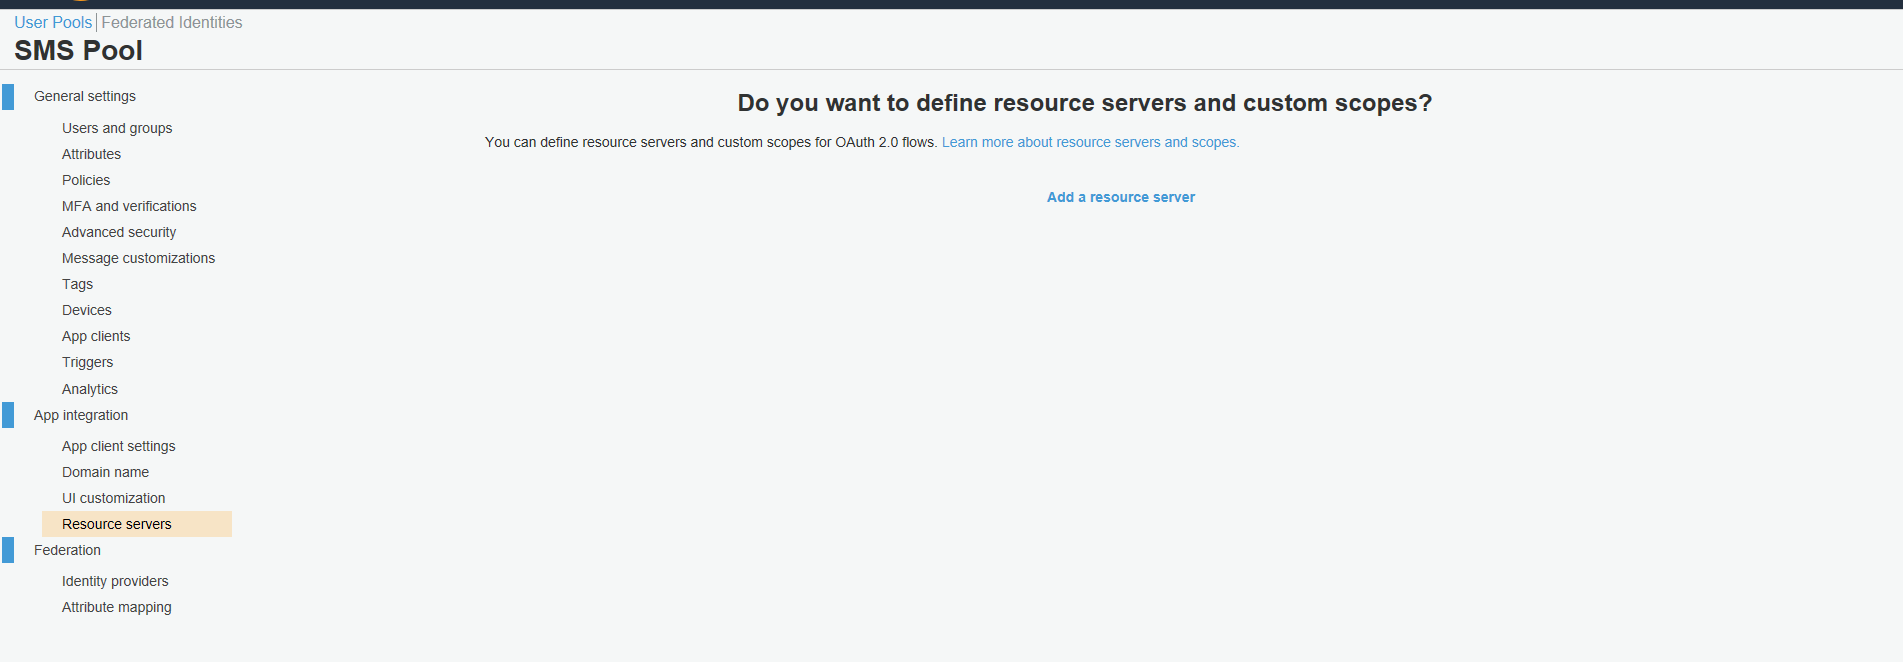 User Pools | Federated Identities
SMS Pool
General settings
Users and groups
Attributes
Policies
MFA and verifications
Advanced security
Message customizations
Tags
Devices
App clients
Triggers
Analytics
App integration
App client settings
Domain name
UI customization
Resource servers
Federation
Identity providers
Attribute mapping
Do you want to define resource servers and custom scopes?
You can define resource servers and custom scopes for OAuth 2.0 flows. Learn more about resource servers and scopes.
Add a resource server